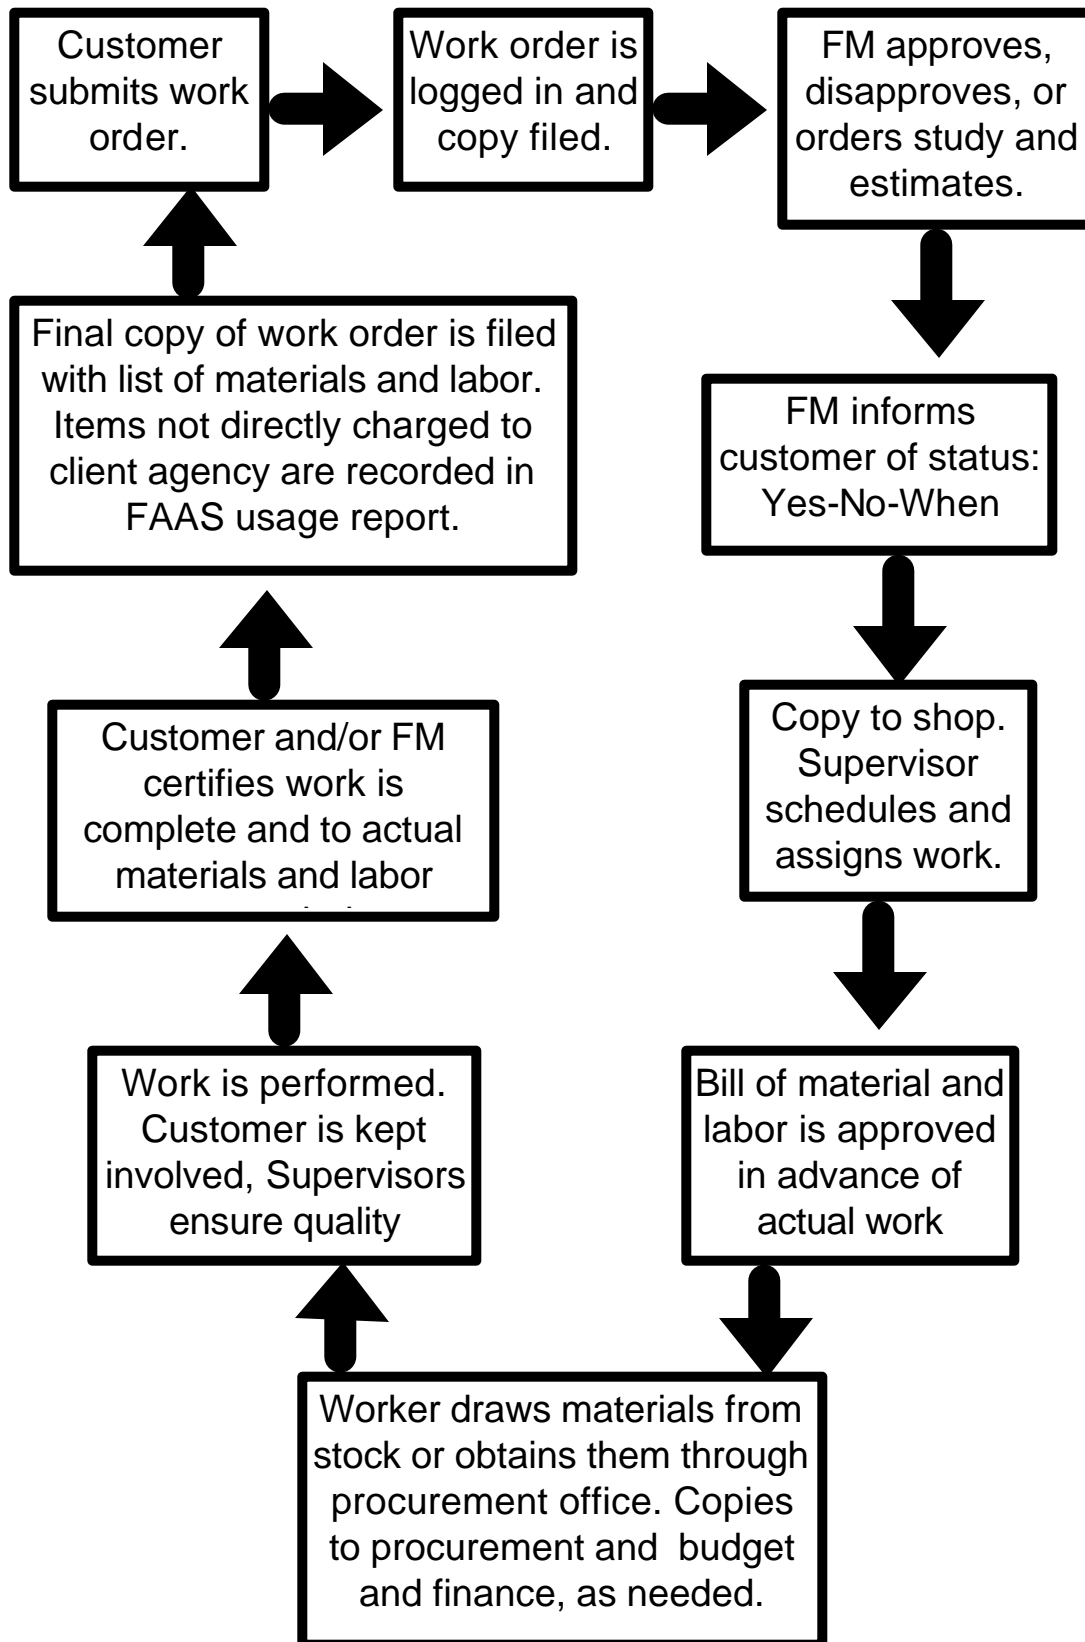 Customer
submits work
order.
Work order is
logged in and
copy filed.
FM approves,
disapproves, or
orders study and
estimates.
FM informs
customer of status:
Yes-No-When
Copy to shop.
Supervisor
schedules and
assigns work.
Bill of material and
labor is approved
in advance of
actual work
Worker draws materials from
stock or obtains them through
procurement office. Copies
to procurement and  budget
and finance, as needed.
Work is performed.
Customer is kept
involved, Supervisors
ensure quality
Customer and/or FM
certifies work is
complete and to actual
materials and labor
Final copy of work order is filed
with list of materials and labor.
Items not directly charged to
client agency are recorded in
FAAS usage report.